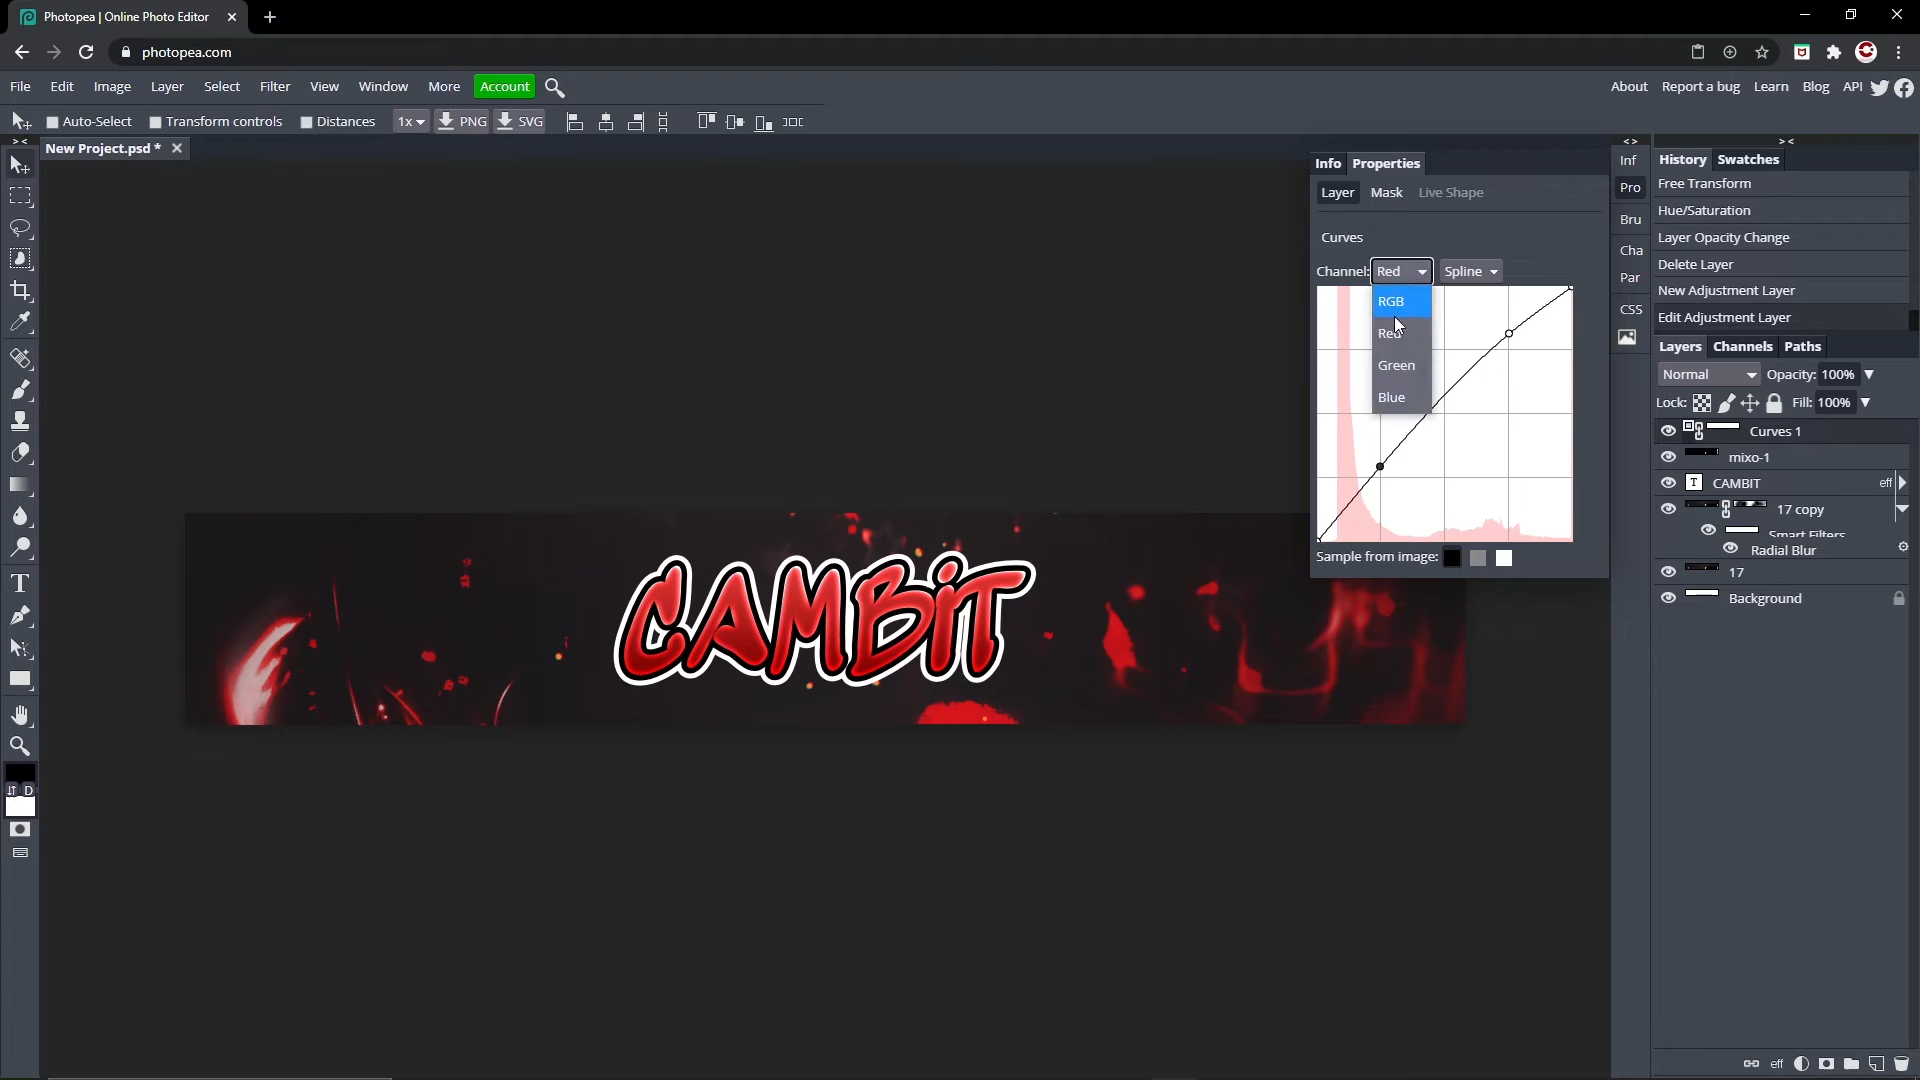 Photopea | Online Photo Editor
photopea.com
File Edit Image Layer Select Filter View Window More Account
About Report a bug Learn Blog API
Auto-Select Transform controls Distances 1x PNG SVG
New Project.psd *
Info Properties
Layer Mask Live Shape
Curves
Channel: Red Spline
RGB
Red
Green
Blue
Sample from image:
Inf
Pro
Bru
Cha
Par
CSS
History Swatches
Free Transform
Hue/Saturation
Layer Opacity Change
Delete Layer
New Adjustment Layer
Edit Adjustment Layer
Layers Channels Paths
Normal Opacity: 100%
Lock: Fill: 100%
Curves 1
mixo-1
T CAMBIT eff
17 copy
Smart Filters
Radial Blur
17
Background
CAMBiT
T
D
eff